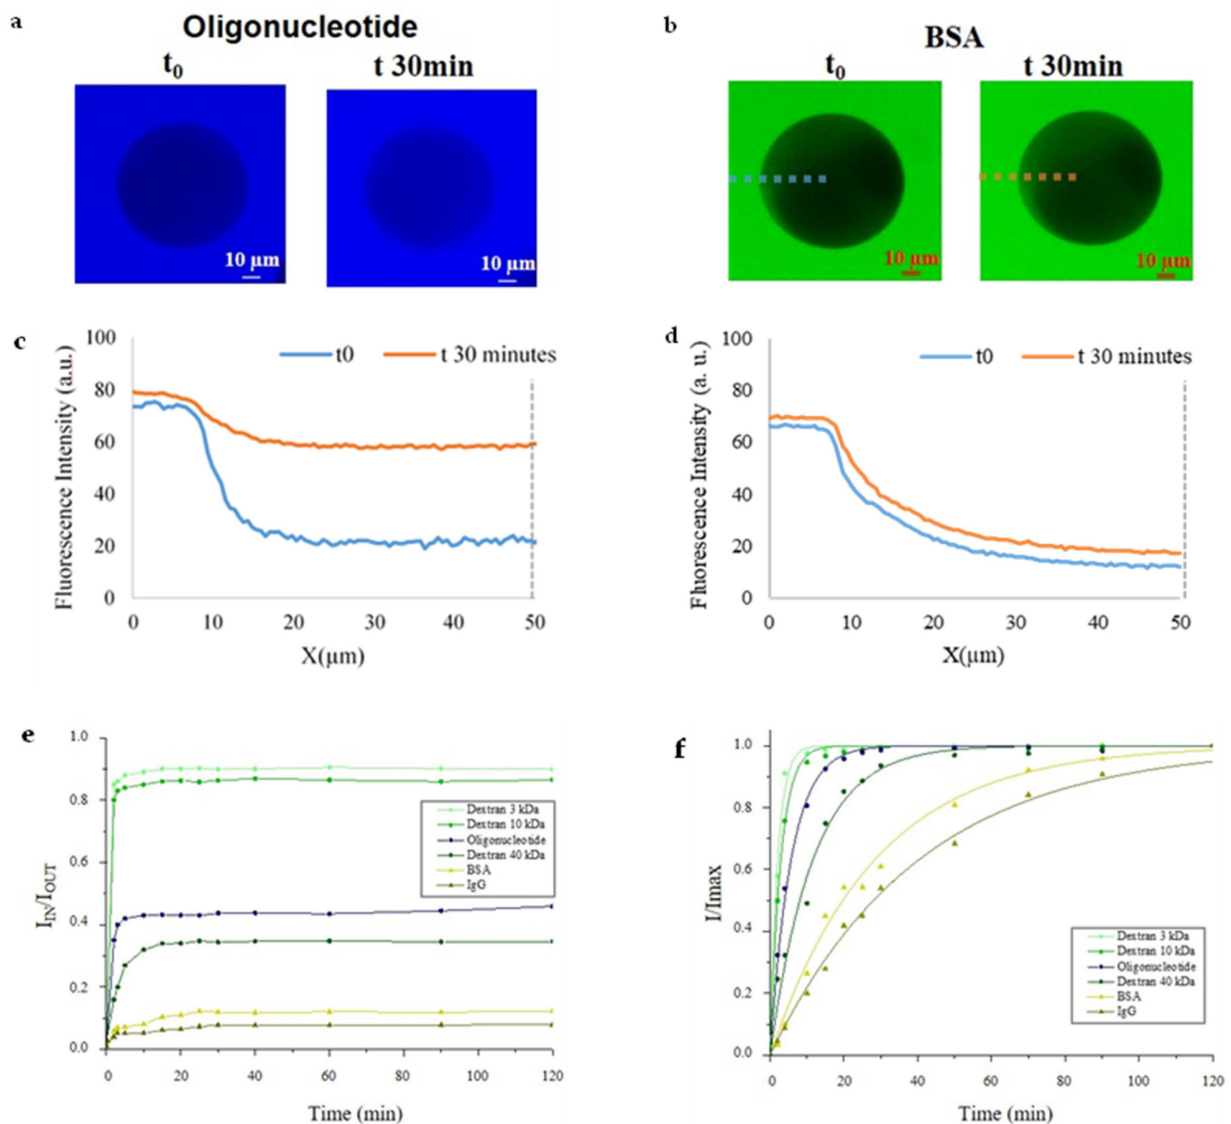 a
Oligonucleotide
t0
t 30min
10 µm
10 µm
b
BSA
t0
t 30min
10 µm
10 µm
c
Fluorescence Intensity (a.u.)
100
80
60
40
20
0
t0
t 30 minutes
0 10 20 30 40 50
X(µm)
d
Fluorescence Intensity (a. u.)
100
80
60
40
20
0
t0
t 30 minutes
0 10 20 30 40 50
X(µm)
e
I_IN/I_OUT
1.0
0.8
0.6
0.4
0.2
0.0
Dextran 3 kDa
Dextran 10 kDa
Oligonucleotide
Dextran 40 kDa
BSA
IgG
0 20 40 60 80 100 120
Time (min)
f
I/Imax
1.0
0.8
0.6
0.4
0.2
0.0
Dextran 3 kDa
Dextran 10 kDa
Oligonucleotide
Dextran 40 kDa
BSA
IgG
0 20 40 60 80 100 120
Time (min)